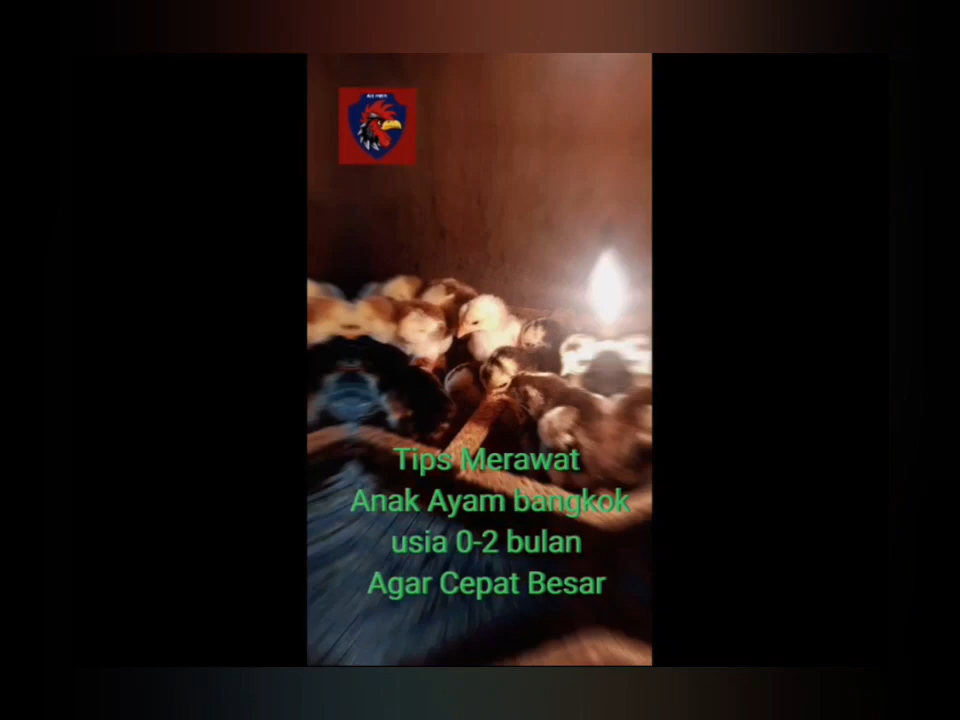 Tips Merawat
Anak Ayam bangkok
usia 0-2 bulan
Agar Cepat Besar